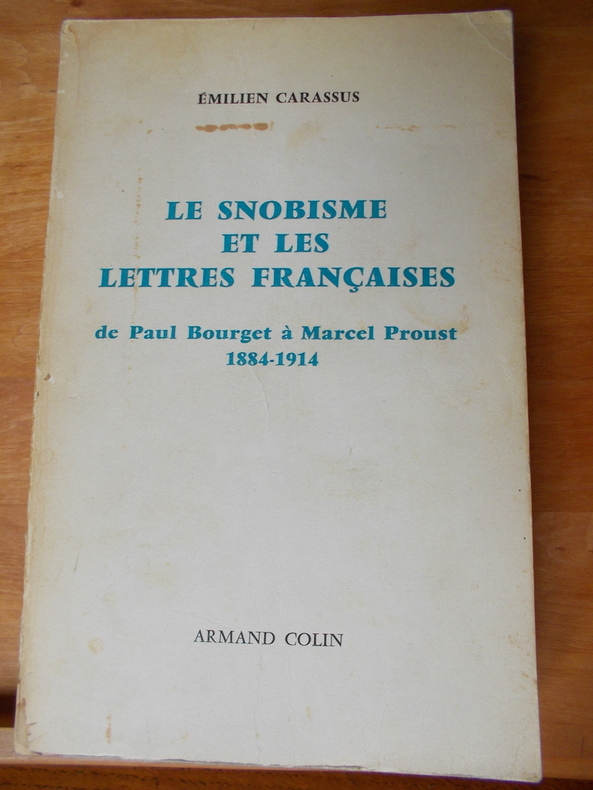 ÉMILIEN CARASSUS
LE SNOBISME
ET LES
LETTRES FRANÇAISES
de Paul Bourget à Marcel Proust
1884-1914
ARMAND COLIN